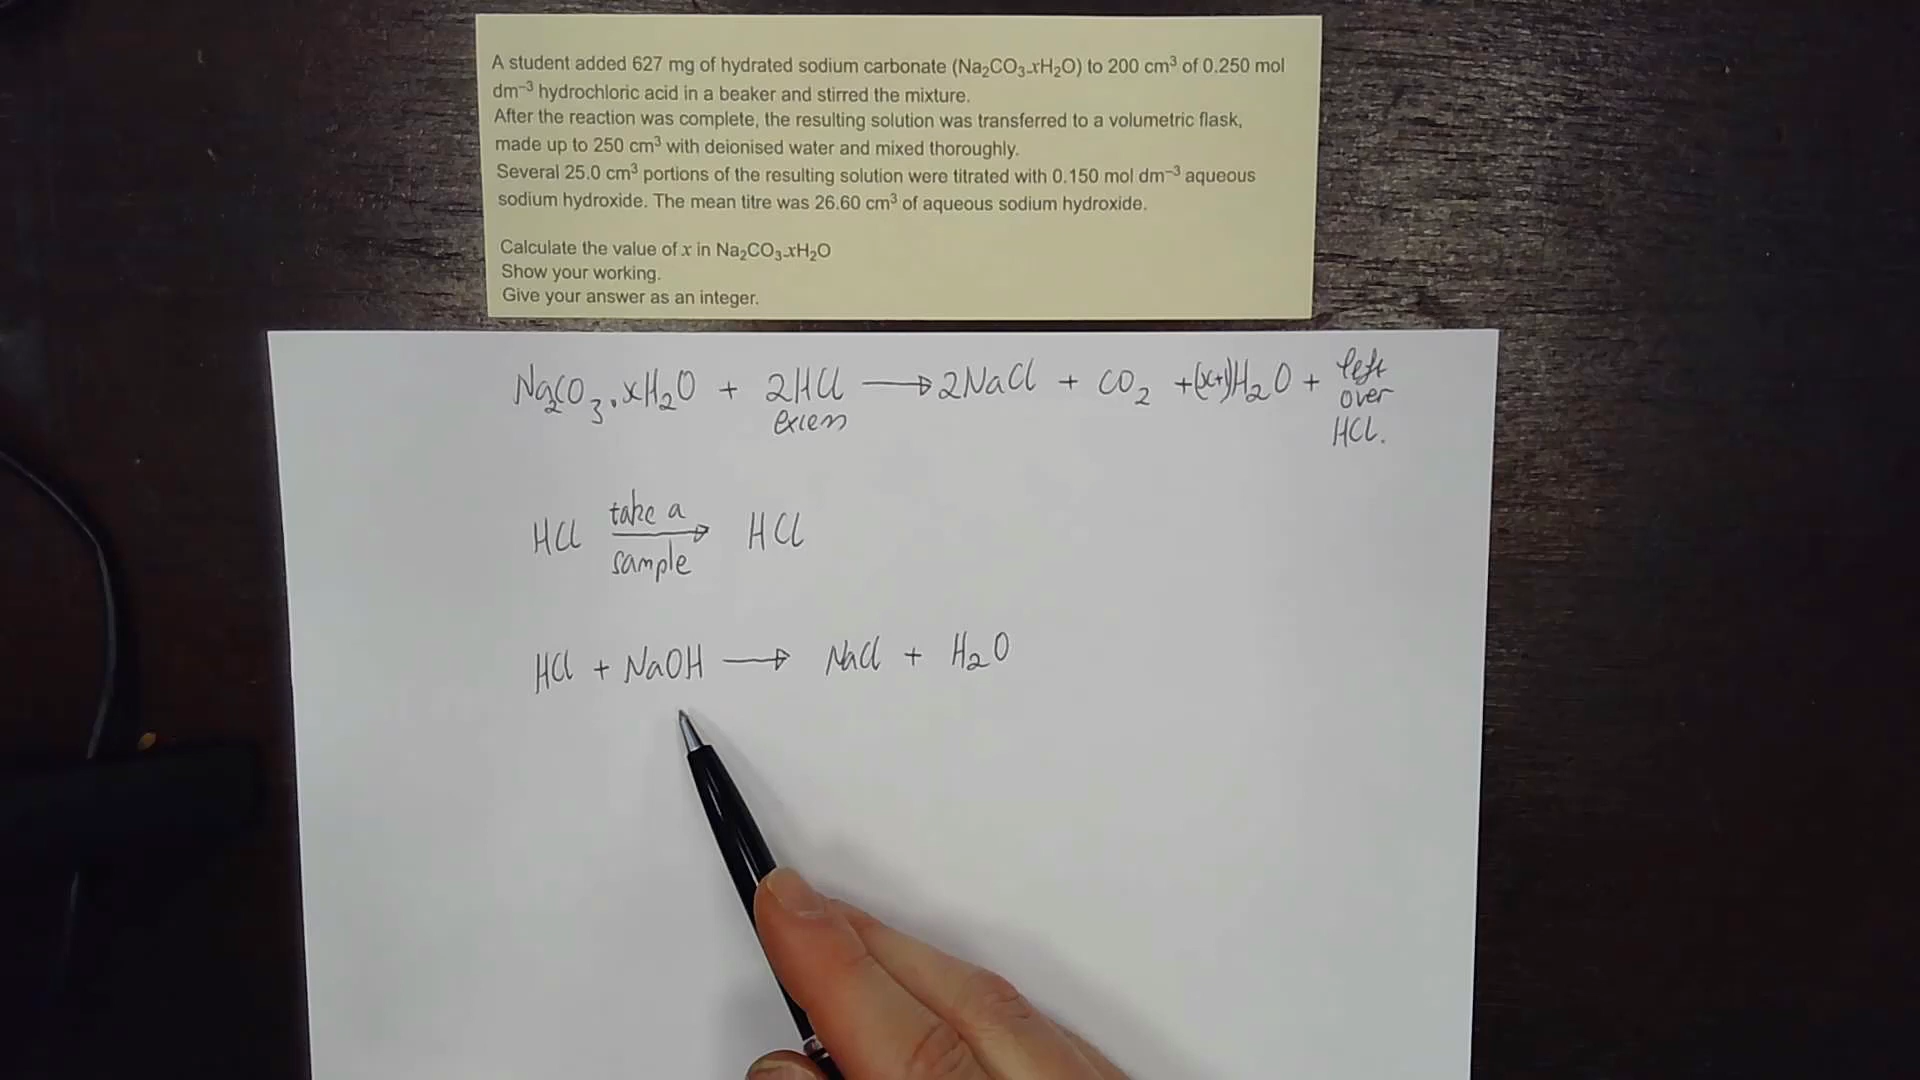 A student added 627 mg of hydrated sodium carbonate (Na₂CO₃.xH₂O) to 200 cm³ of 0.250 mol
dm⁻³ hydrochloric acid in a beaker and stirred the mixture.
After the reaction was complete, the resulting solution was transferred to a volumetric flask,
made up to 250 cm³ with deionised water and mixed thoroughly.
Several 25.0 cm³ portions of the resulting solution were titrated with 0.150 mol dm⁻³ aqueous
sodium hydroxide. The mean titre was 26.60 cm³ of aqueous sodium hydroxide.
Calculate the value of x in Na₂CO₃.xH₂O
Show your working.
Give your answer as an integer.
Na₂CO₃.xH₂O + 2HCl → 2NaCl + CO₂ +(x+1)H₂O + left
excess over
HCl.
HCl take a → HCl
sample
HCl + NaOH → NaCl + H₂O